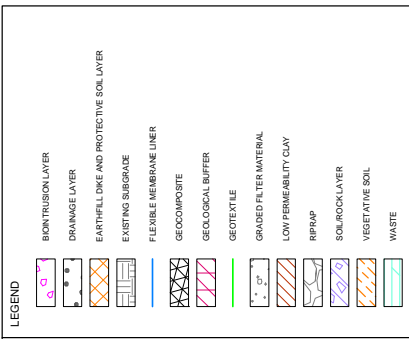 LEGEND
BIOINTRUSION LAYER
DRAINAGE LAYER
EARTHFILL DIKE AND PROTECTIVE SOIL LAYER
EXISTING SUBGRADE
FLEXIBLE MEMBRANE LINER
GEOCOMPOSITE
GEOLOGICAL BUFFER
GEOTEXTILE
GRADED FILTER MATERIAL
LOW PERMEABILITY CLAY
RIPRAP
SOIL/ROCK LAYER
VEGETATIVE SOIL
WASTE